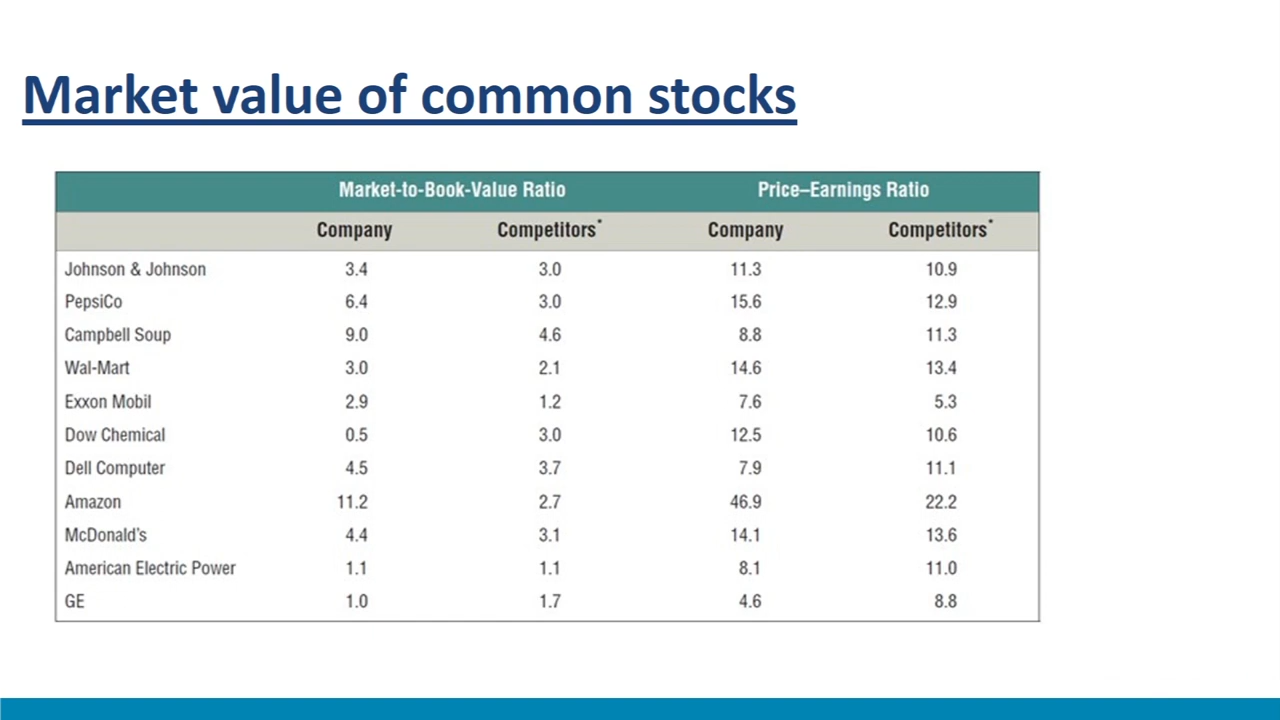 Market value of common stocks
Market-to-Book-Value Ratio Price–Earnings Ratio
Company Competitors* Company Competitors*
Johnson & Johnson 3.4 3.0 11.3 10.9
PepsiCo 6.4 3.0 15.6 12.9
Campbell Soup 9.0 4.6 8.8 11.3
Wal-Mart 3.0 2.1 14.6 13.4
Exxon Mobil 2.9 1.2 7.6 5.3
Dow Chemical 0.5 3.0 12.5 10.6
Dell Computer 4.5 3.7 7.9 11.1
Amazon 11.2 2.7 46.9 22.2
McDonald's 4.4 3.1 14.1 13.6
American Electric Power 1.1 1.1 8.1 11.0
GE 1.0 1.7 4.6 8.8